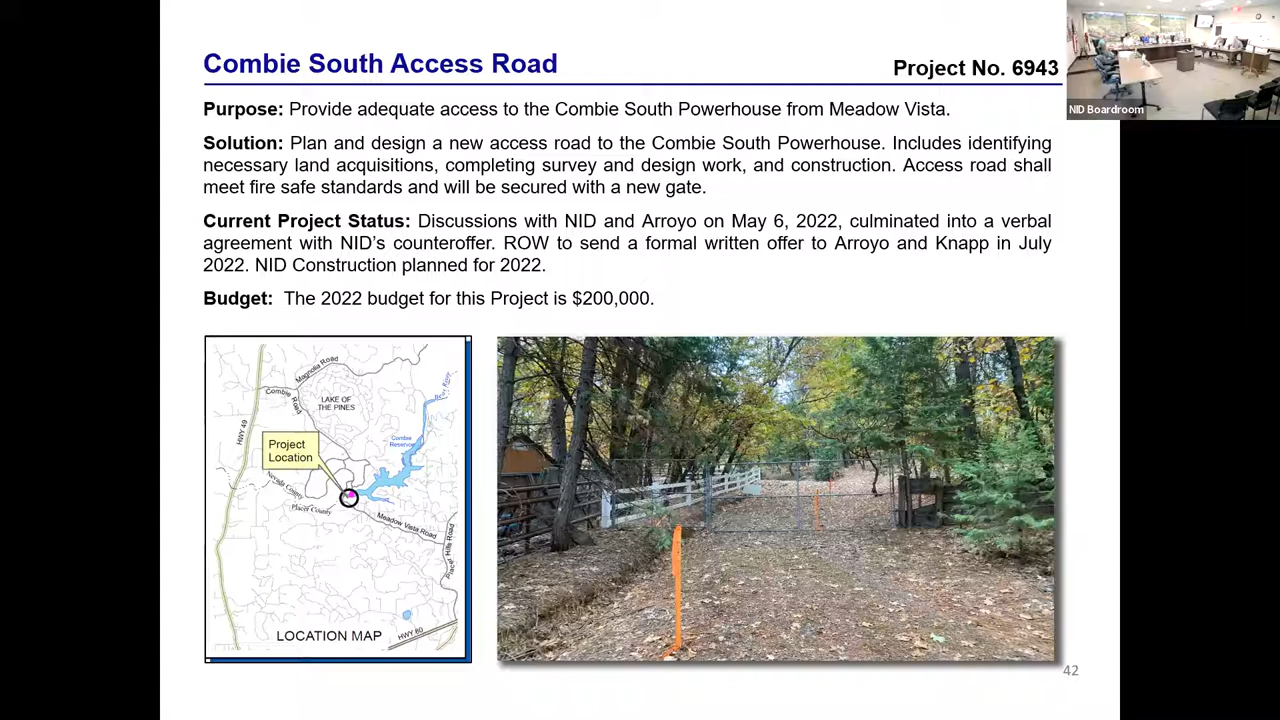 Combie South Access Road
Project No. 6943
NID Boardroom
Purpose: Provide adequate access to the Combie South Powerhouse from Meadow Vista.
Solution: Plan and design a new access road to the Combie South Powerhouse. Includes identifying
necessary land acquisitions, completing survey and design work, and construction. Access road shall
meet fire safe standards and will be secured with a new gate.
Current Project Status: Discussions with NID and Arroyo on May 6, 2022, culminated into a verbal
agreement with NID’s counteroffer. ROW to send a formal written offer to Arroyo and Knapp in July
2022. NID Construction planned for 2022.
Budget: The 2022 budget for this Project is $200,000.
Magnolia Road
Combie Road
LAKE OF
THE PINES
HWY 49
Combie
Reservoir
Project
Location
Nevada County
Placer County
Meadow Vista Road
Placer Hills Road
LOCATION MAP
HWY 80
42